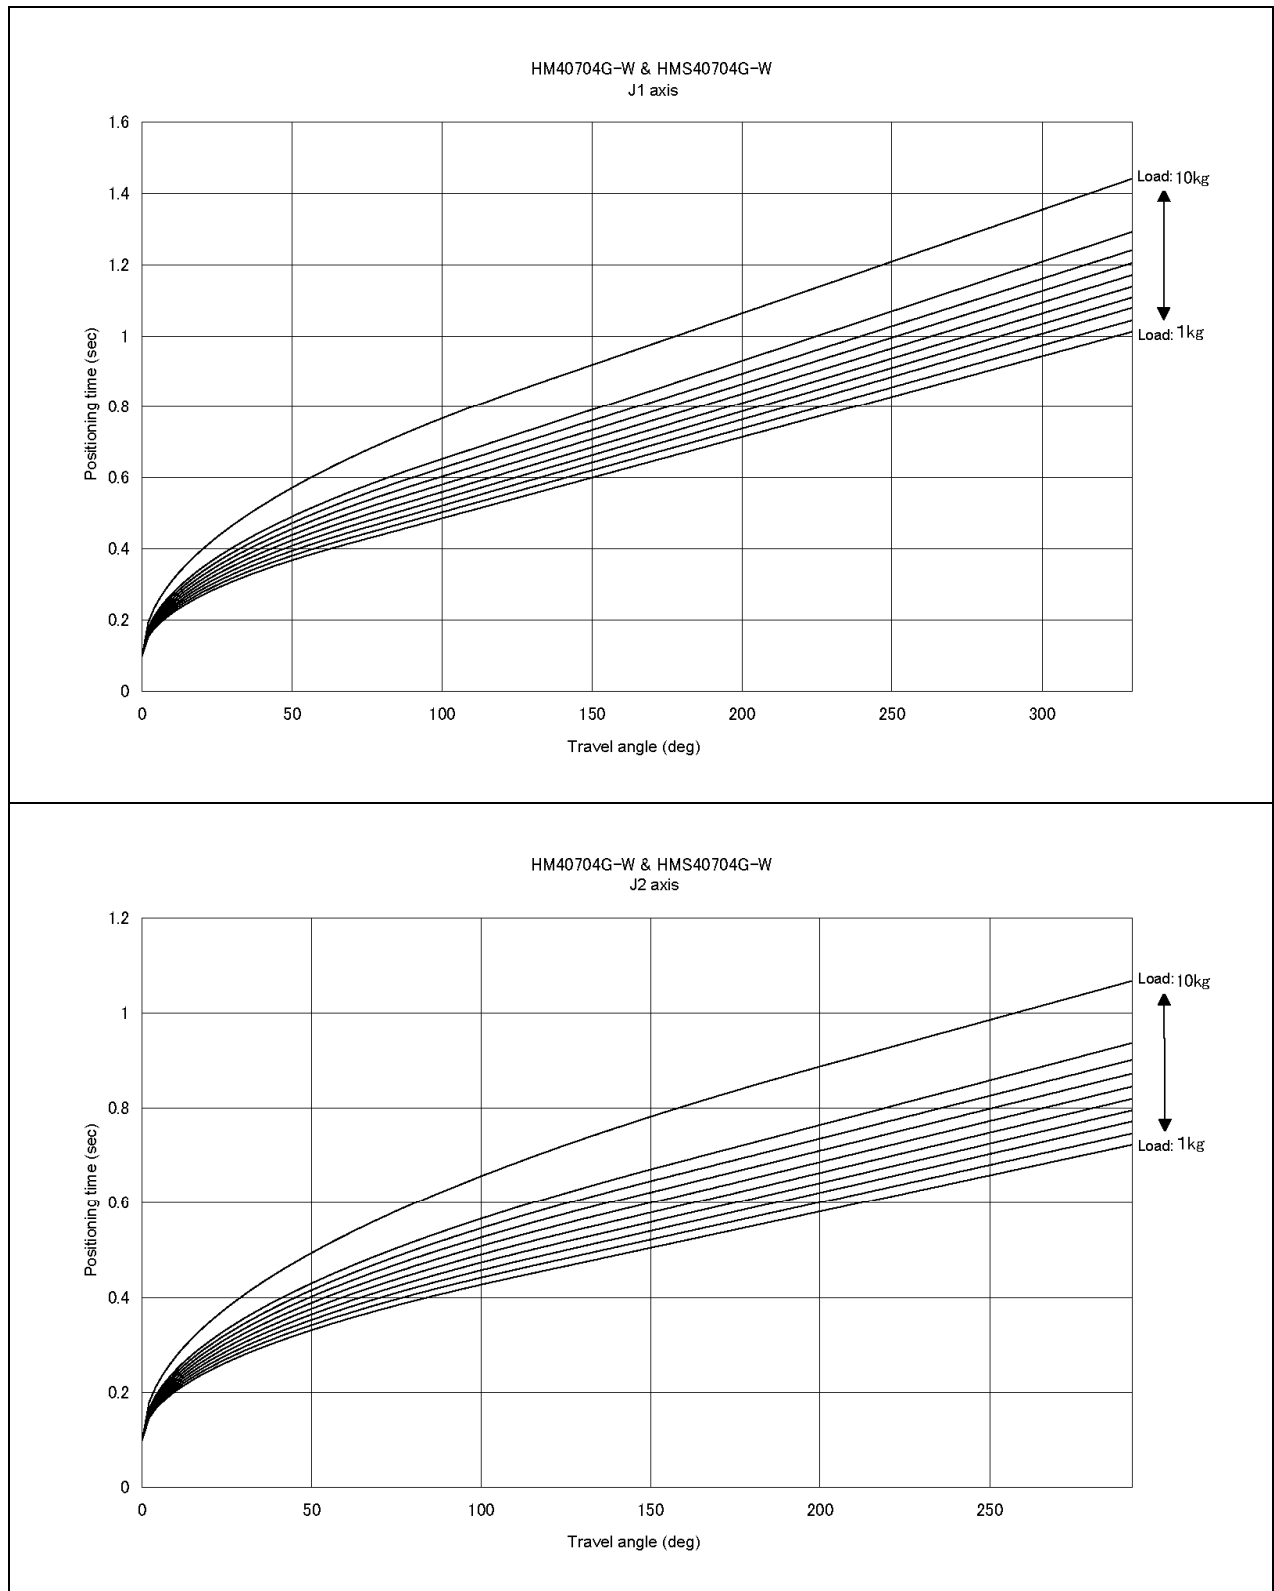 HM40704G-W & HMS40704G-W
J1 axis
1.6
1.4
1.2
1
0.8
0.6
0.4
0.2
0
Positioning time (sec)
Load: 10kg
Load: 1kg
0 50 100 150 200 250 300
Travel angle (deg)
HM40704G-W & HMS40704G-W
J2 axis
1.2
1
0.8
0.6
0.4
0.2
0
Positioning time (sec)
Load: 10kg
Load: 1kg
0 50 100 150 200 250
Travel angle (deg)